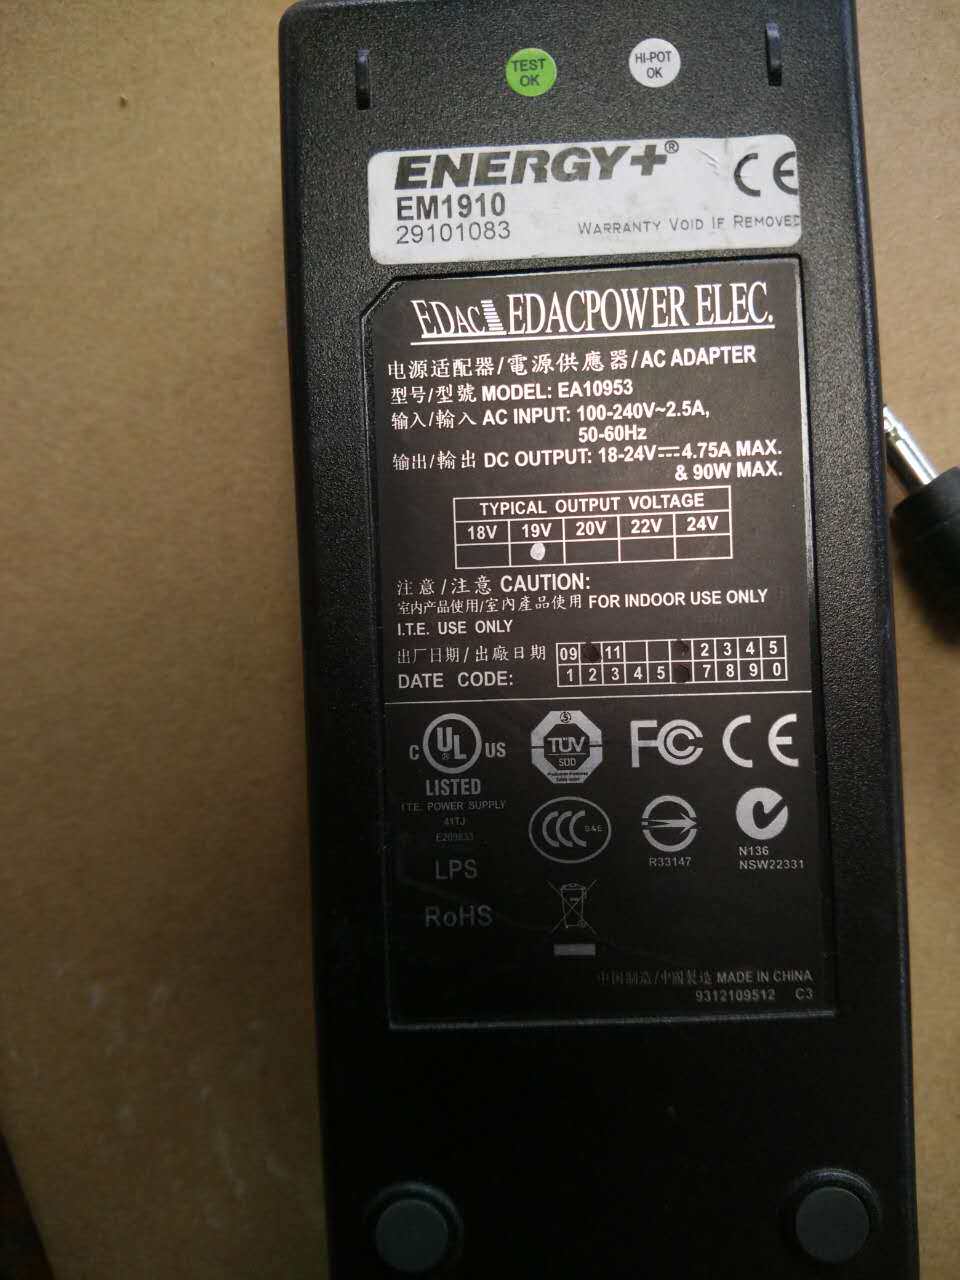 TEST
OK
HI-POT
OK
ENERGY+®
CE
EM1910
29101083
WARRANTY VOID IF REMOVED
EDAC EDACPOWER ELEC.
电源适配器/電源供應器/AC ADAPTER
型号/型號 MODEL: EA10953
输入/輸入 AC INPUT: 100-240V~2.5A,
50-60Hz
输出/輸出 DC OUTPUT: 18-24V⎓4.75A MAX.
& 90W MAX.
TYPICAL OUTPUT VOLTAGE
18V 19V 20V 22V 24V
注意/注意 CAUTION:
室内产品使用/室內產品使用 FOR INDOOR USE ONLY
I.T.E. USE ONLY
出厂日期/出廠日期 09 11 2 3 4 5
DATE CODE: 1 2 3 4 5 7 8 9 0
C UL® US
LISTED
I.T.E. POWER SUPPLY
41TJ
E209833
LPS
RoHS
S
TÜV
SÜD
FC CE
CCC
S&E
R33147
N136
NSW22331
中国制造/中國製造 MADE IN CHINA
9312109512 C3